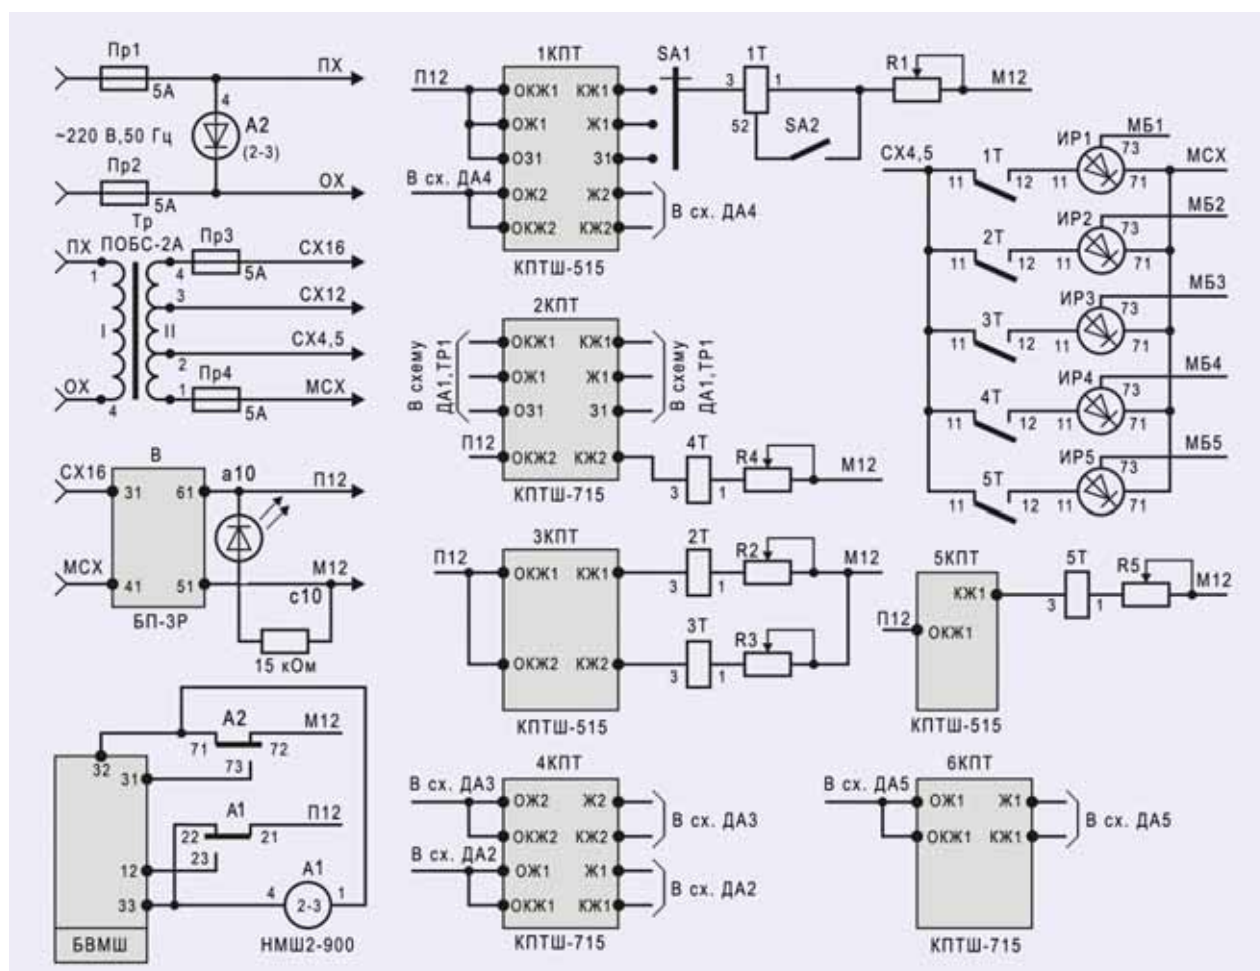 Пр1
5А
ПХ
4
А2
(2-3)
~220 В,50 Гц
Пр2
5А
ОХ
Тр
ПОБС-2А
ПХ
1
I
II
ОХ
4
Пр3
5А
4
СХ16
3
СХ12
2
СХ4,5
1
Пр4
5А
МСХ
В
СХ16
31
61
а10
П12
МСХ
41
51
М12
с10
БП-3Р
15 кОм
А2
М12
71
72
73
32
31
А1
П12
22
21
23
12
33
4
А1
2-3
1
БВМШ
НМШ2-900
1КПТ
П12
ОКЖ1
КЖ1
ОЖ1
Ж1
ОЗ1
З1
В сх. ДА4
ОЖ2
Ж2
ОКЖ2
КЖ2
В сх. ДА4
КПТШ-515
SA1
1Т
3
1
52
SA2
R1
М12
2КПТ
В схему
ДА1,ТР1
ОКЖ1
КЖ1
ОЖ1
Ж1
ОЗ1
З1
В схему
ДА1,ТР1
П12
ОКЖ2
КЖ2
КПТШ-715
4Т
3
1
R4
М12
3КПТ
П12
ОКЖ1
КЖ1
2Т
3
1
R2
М12
ОКЖ2
КЖ2
3Т
3
1
R3
КПТШ-515
4КПТ
В сх. ДА3
ОЖ2
Ж2
ОКЖ2
КЖ2
В сх. ДА3
В сх. ДА2
ОЖ1
Ж1
ОКЖ1
КЖ1
В сх. ДА2
КПТШ-715
СХ4,5
1Т
11
12
ИР1
МБ1
73
11
71
МСХ
2Т
11
12
ИР2
МБ2
73
11
71
3Т
11
12
ИР3
МБ3
73
11
71
4Т
11
12
ИР4
МБ4
73
11
71
5Т
11
12
ИР5
МБ5
73
11
71
5КПТ
КЖ1
П12
ОКЖ1
КПТШ-515
5Т
3
1
R5
М12
6КПТ
В сх. ДА5
ОЖ1
Ж1
ОКЖ1
КЖ1
В сх. ДА5
КПТШ-715